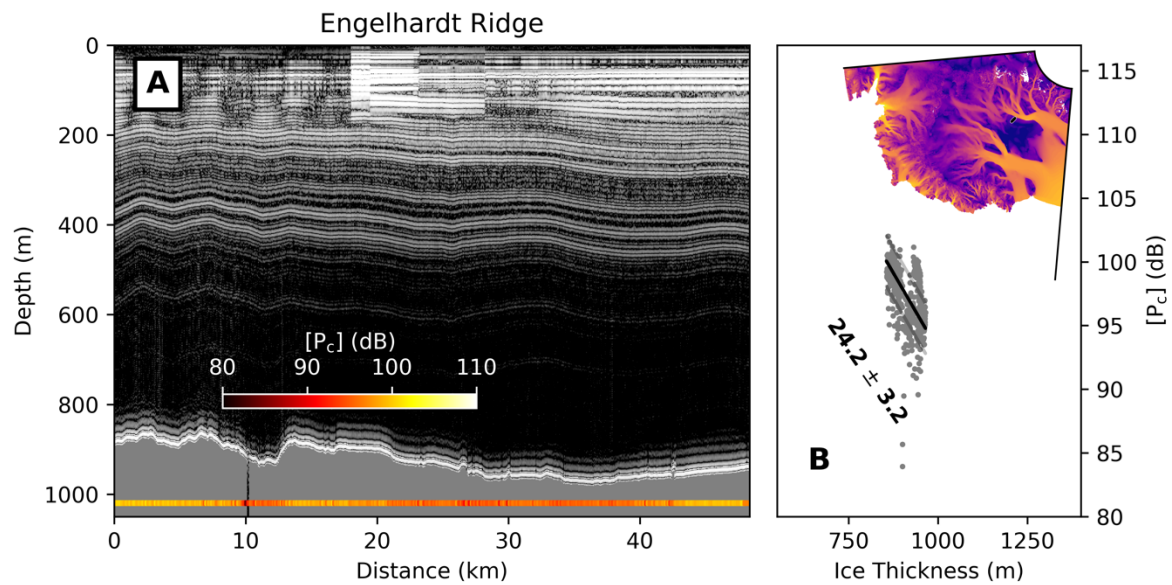 Engelhardt Ridge
A
0
200
400
600
800
1000
Depth (m)
[Pc] (dB)
80 90 100 110
0 10 20 30 40
Distance (km)
24.2 ± 3.2
B
115
110
105
100
95
90
85
80
[Pc] (dB)
750 1000 1250
Ice Thickness (m)